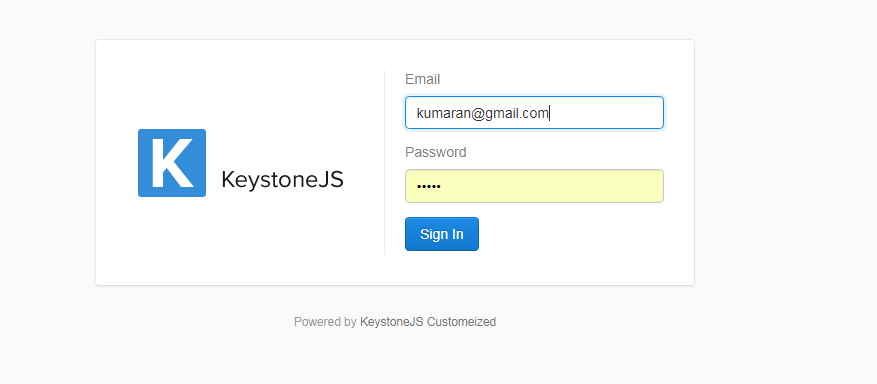 Email
kumaran@gmail.com
Password
•••••
Sign In
K
KeystoneJS
Powered by KeystoneJS Customeized